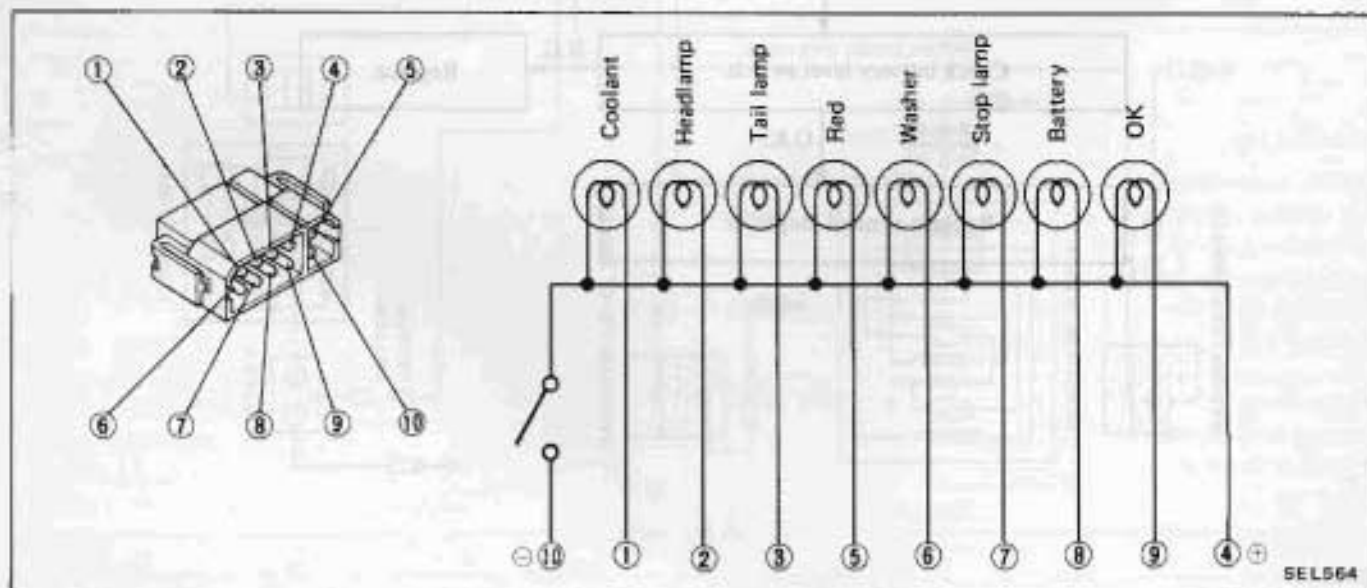 ① ② ③ ④ ⑤
⑥ ⑦ ⑧ ⑨ ⑩
Coolant
Headlamp
Tail lamp
Red
Washer
Stop lamp
Battery
OK
⊖ ⑩ ① ② ③ ⑤ ⑥ ⑦ ⑧ ⑨ ④ ⊕
SEL564